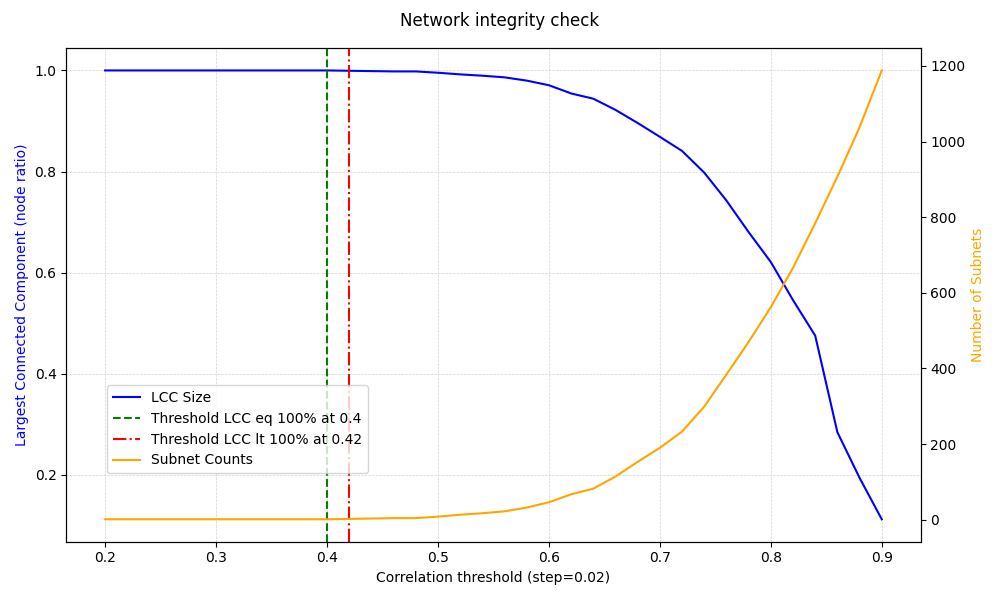 Network integrity check
Largest Connected Component (node ratio)
1.0
0.8
0.6
0.4
0.2
1200
1000
800
600
400
200
0
Number of Subnets
LCC Size
Threshold LCC eq 100% at 0.4
Threshold LCC lt 100% at 0.42
Subnet Counts
0.2 0.3 0.4 0.5 0.6 0.7 0.8 0.9
Correlation threshold (step=0.02)